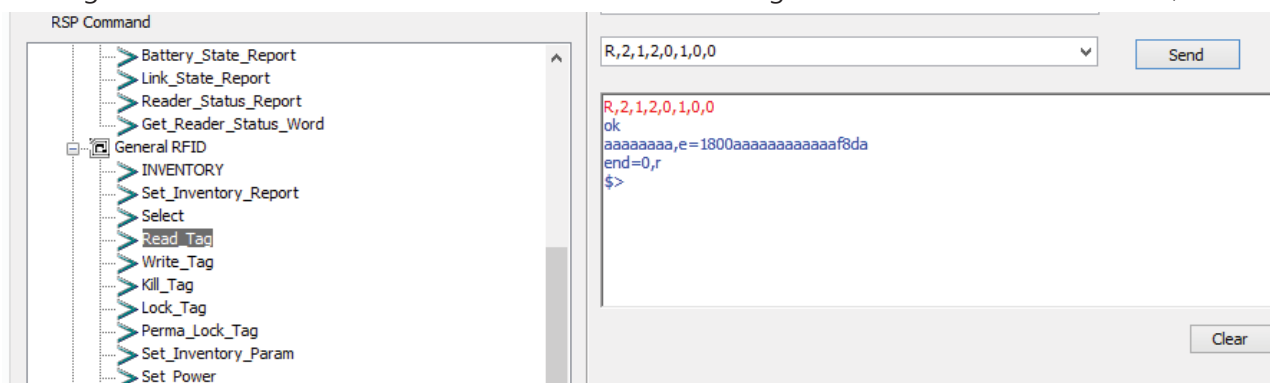 RSP Command
Battery_State_Report
Link_State_Report
Reader_Status_Report
Get_Reader_Status_Word
General RFID
INVENTORY
Set_Inventory_Report
Select
Read_Tag
Write_Tag
Kill_Tag
Lock_Tag
Perma_Lock_Tag
Set_Inventory_Param
Set_Power
R,2,1,2,0,1,0,0
Send
R,2,1,2,0,1,0,0
ok
aaaaaaaa,e=1800aaaaaaaaaaaaf8da
end=0,r
$>
Clear